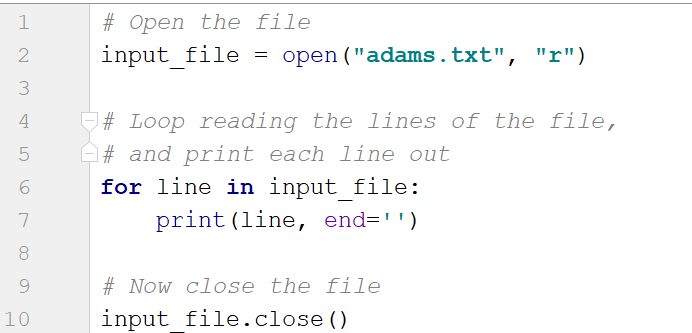 1 # Open the file
2 input_file = open("adams.txt", "r")
3
4 # Loop reading the lines of the file,
5 # and print each line out
6 for line in input_file:
7     print(line, end='')
8
9 # Now close the file
10 input_file.close()